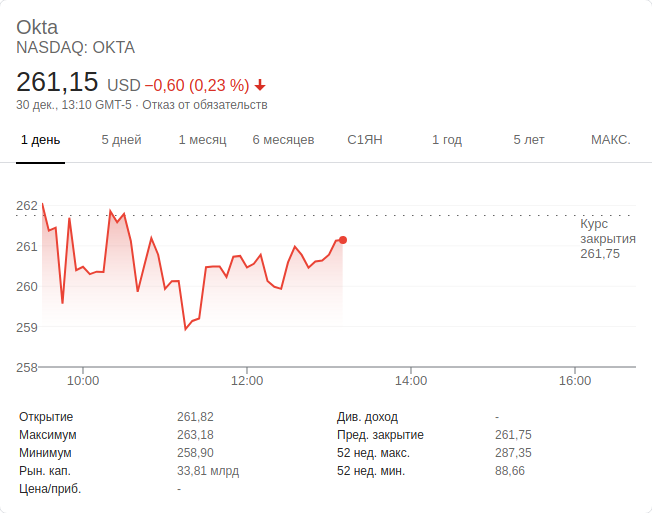 Okta
NASDAQ: OKTA
261,15 USD −0,60 (0,23 %)
30 дек., 13:10 GMT-5 · Отказ от обязательств
1 день 5 дней 1 месяц 6 месяцев С1ЯН 1 год 5 лет МАКС.
262
261
260
259
258
Курс
закрытия
261,75
10:00 12:00 14:00 16:00
Открытие 261,82 Див. доход -
Максимум 263,18 Пред. закрытие 261,75
Минимум 258,90 52 нед. макс. 287,35
Рын. кап. 33,81 млрд 52 нед. мин. 88,66
Цена/приб. -